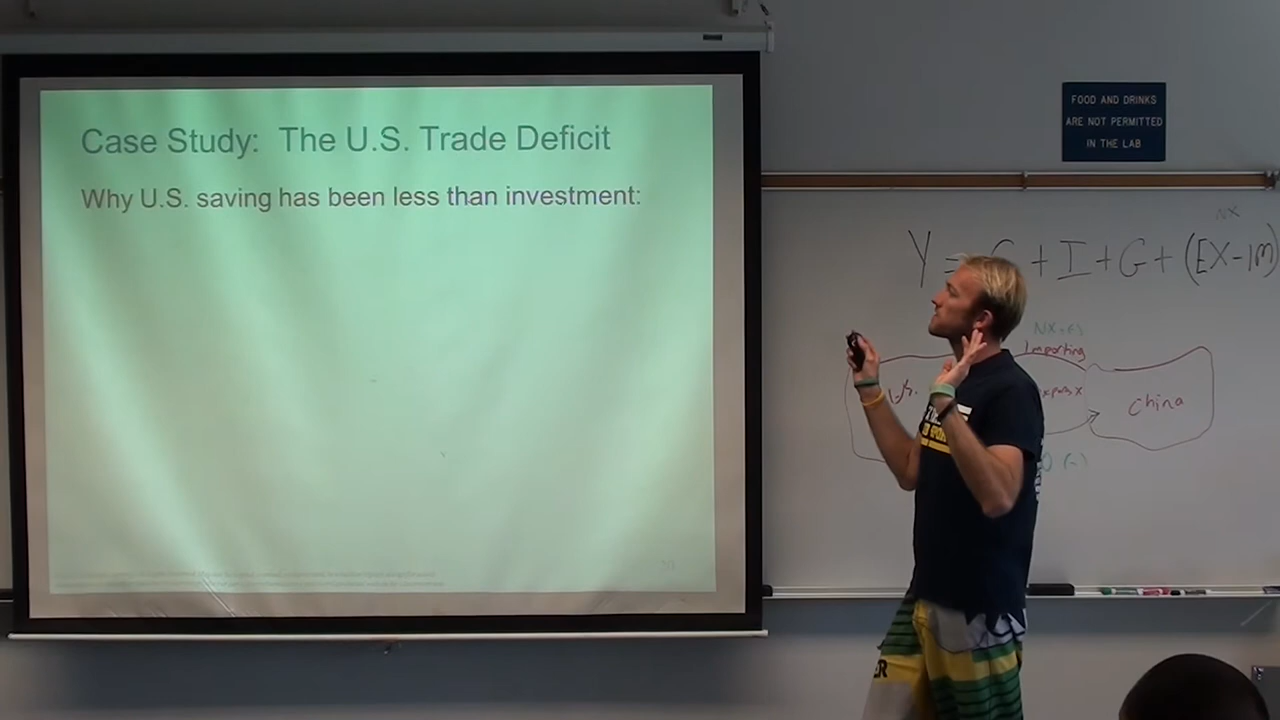 Case Study: The U.S. Trade Deficit
Why U.S. saving has been less than investment:
FOOD AND DRINKS
ARE NOT PERMITTED
IN THE LAB
NX
Y = C + I + G + (EX - IM)
NX (-)
Importing
China
(-)
ER